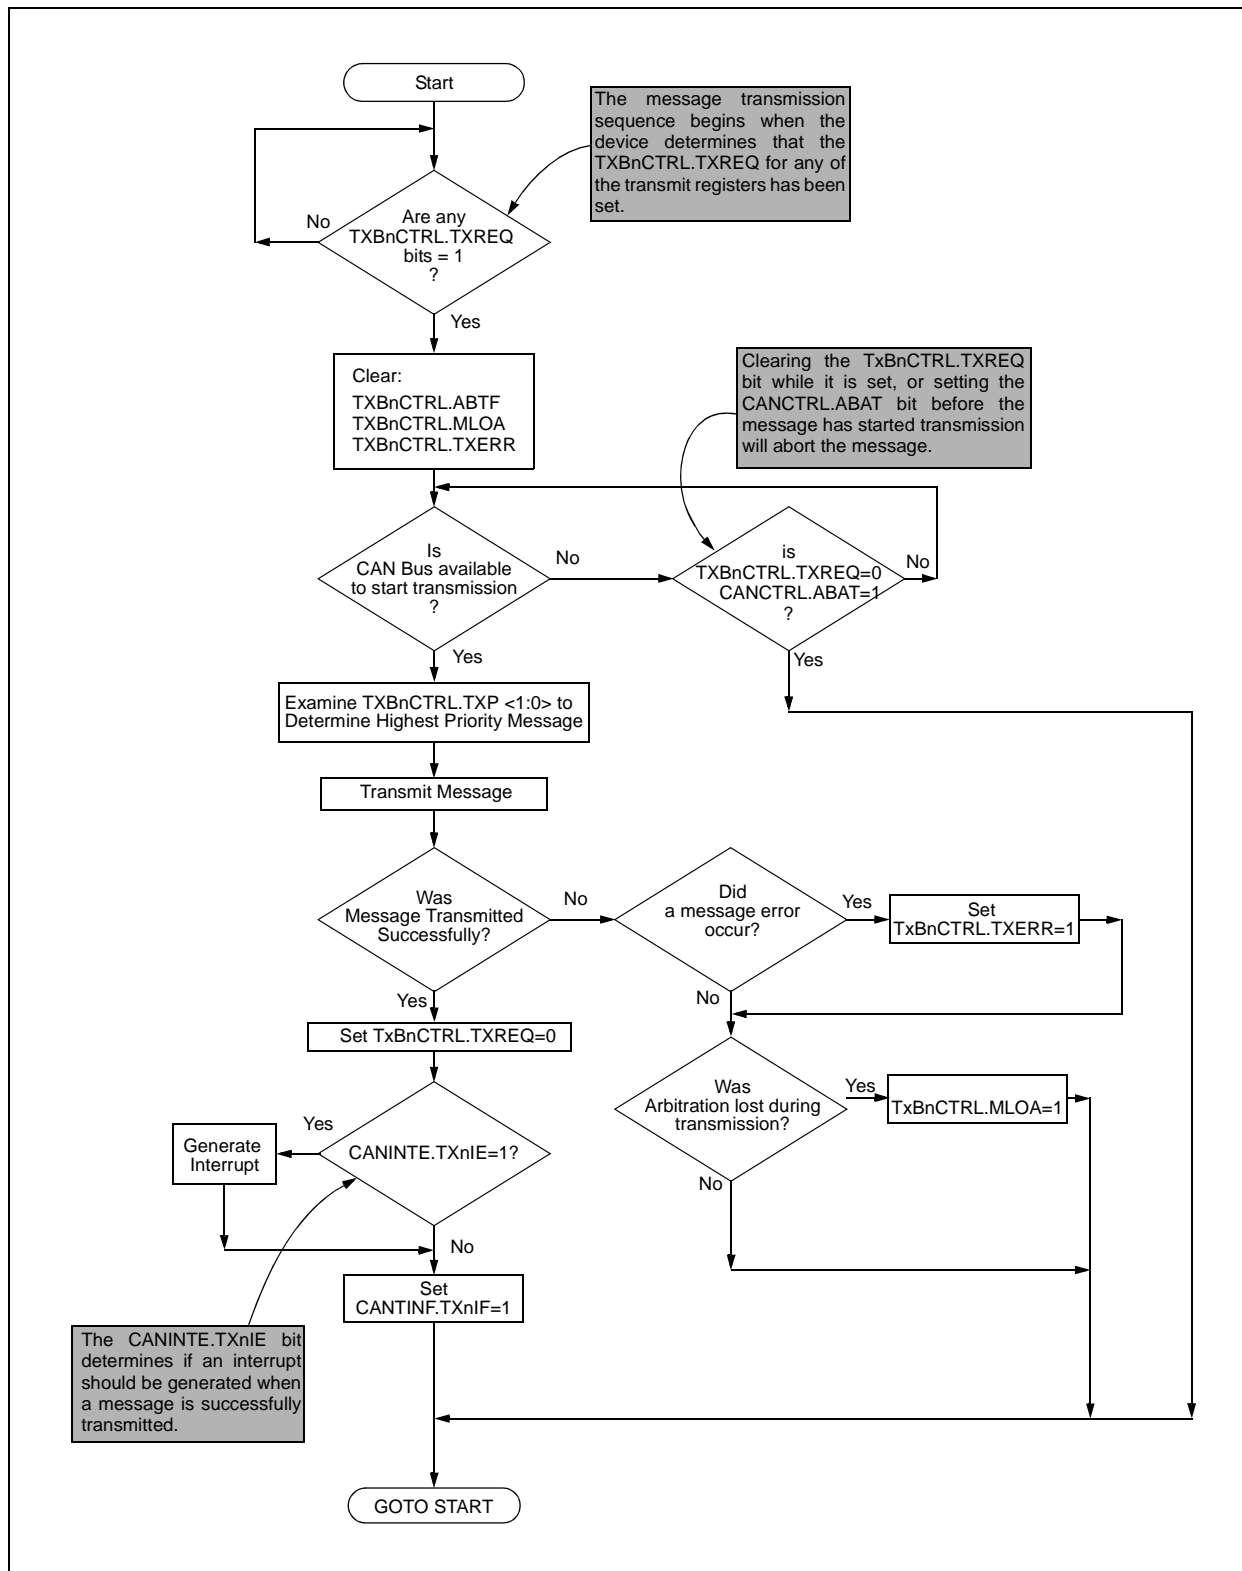 Start
The message transmission
sequence begins when the
device determines that the
TXBnCTRL.TXREQ for any of
the transmit registers has been
set.
No
Are any
TXBnCTRL.TXREQ
bits = 1
?
Yes
Clear:
TXBnCTRL.ABTF
TXBnCTRL.MLOA
TXBnCTRL.TXERR
Clearing the TxBnCTRL.TXREQ
bit while it is set, or setting the
CANCTRL.ABAT bit before the
message has started transmission
will abort the message.
Is
CAN Bus available
to start transmission
?
No
is
TXBnCTRL.TXREQ=0
CANCTRL.ABAT=1
?
No
Yes
Yes
Examine TXBnCTRL.TXP <1:0> to
Determine Highest Priority Message
Transmit Message
Was
Message Transmitted
Successfully?
No
Did
a message error
occur?
Yes
Set
TxBnCTRL.TXERR=1
Yes
No
Set TxBnCTRL.TXREQ=0
Was
Arbitration lost during
transmission?
Yes
TxBnCTRL.MLOA=1
No
Yes
Generate
Interrupt
CANINTE.TXnIE=1?
No
Set
CANTINF.TXnIF=1
The CANINTE.TXnIE bit
determines if an interrupt
should be generated when
a message is successfully
transmitted.
GOTO START